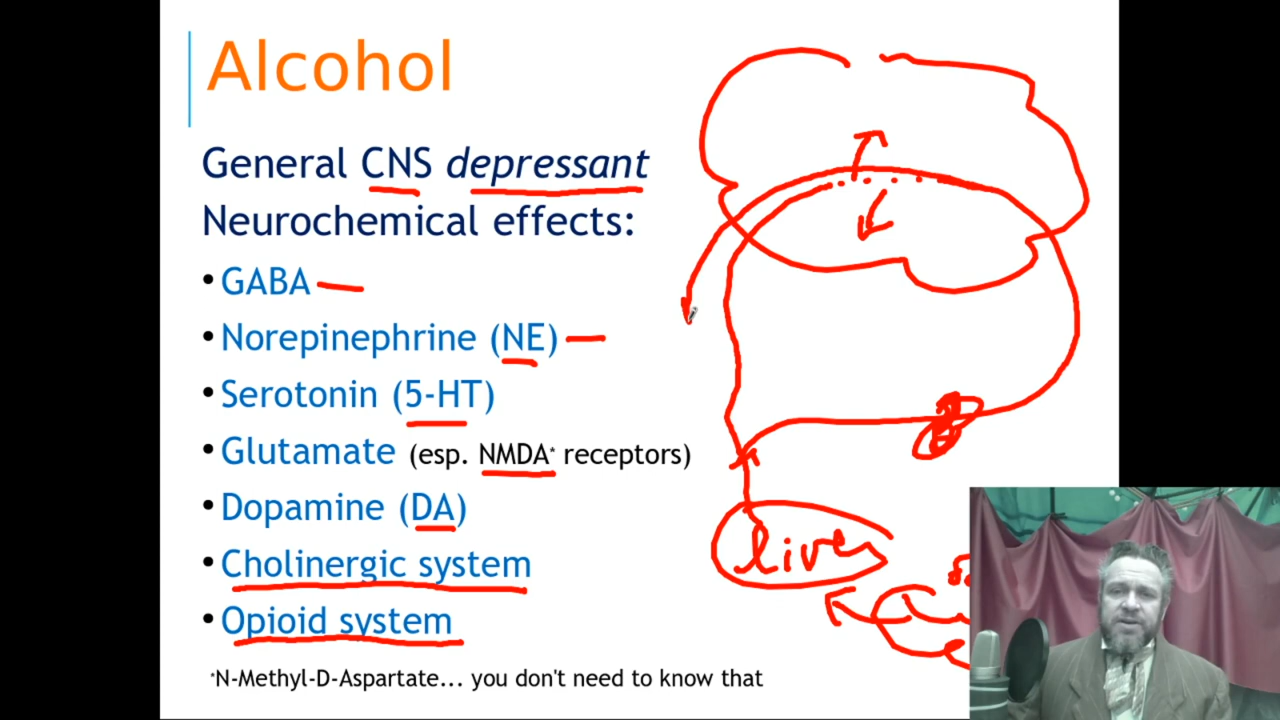 Alcohol
General CNS depressant
Neurochemical effects:
•GABA
•Norepinephrine (NE)
•Serotonin (5-HT)
•Glutamate (esp. NMDA* receptors)
•Dopamine (DA)
•Cholinergic system
•Opioid system
liver
*N-Methyl-D-Aspartate... you don't need to know that